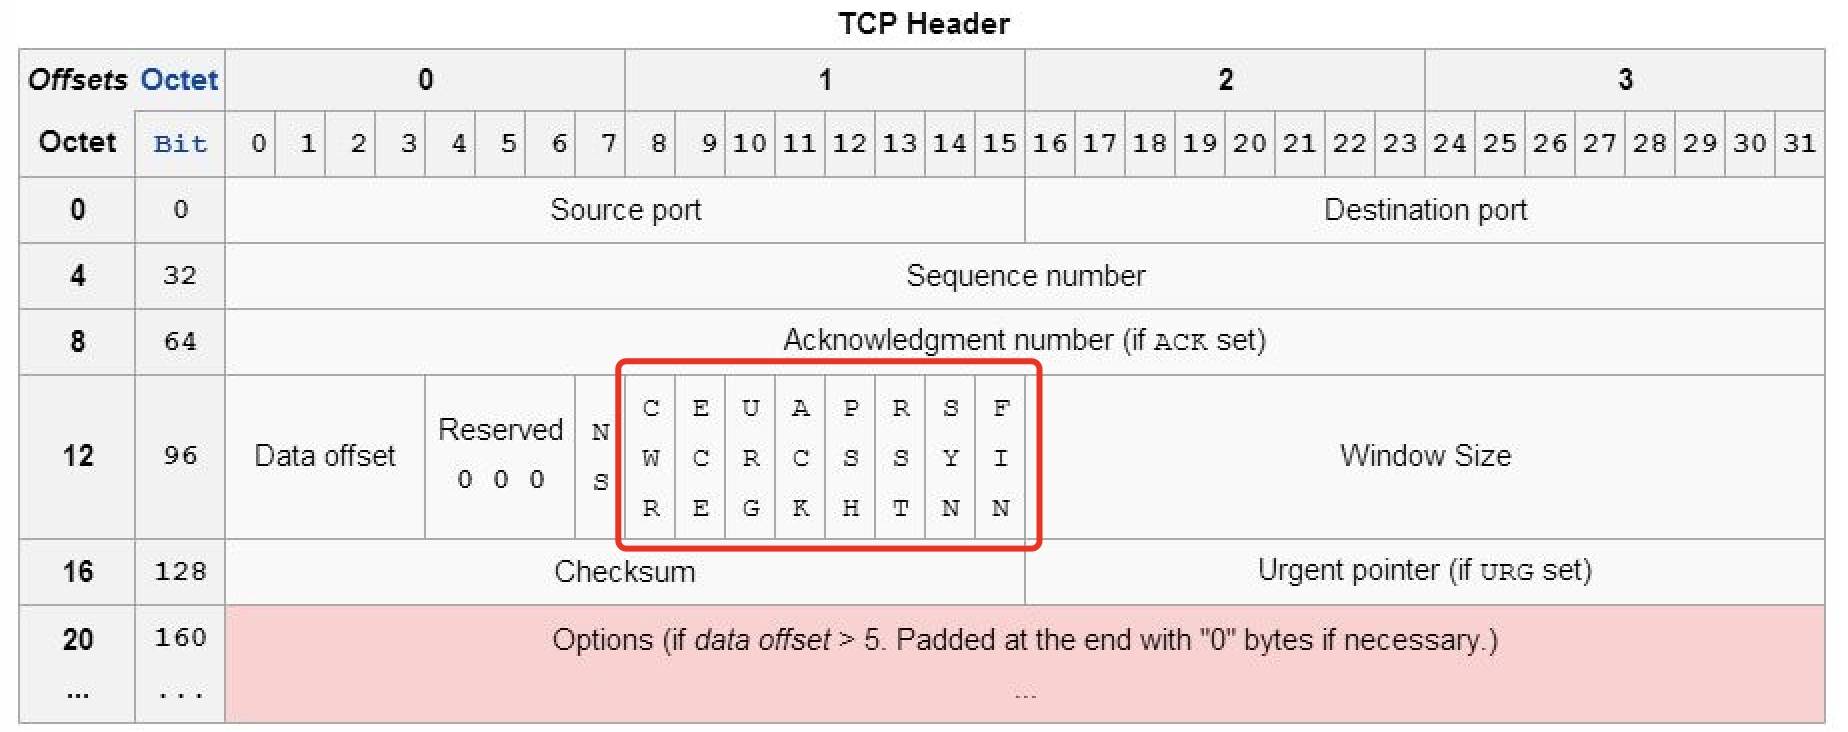 TCP Header
Offsets Octet 0 1 2 3
Octet Bit 0 1 2 3 4 5 6 7 8 9 10 11 12 13 14 15 16 17 18 19 20 21 22 23 24 25 26 27 28 29 30 31
0 0 Source port Destination port
4 32 Sequence number
8 64 Acknowledgment number (if ACK set)
12 96 Data offset Reserved 0 0 0 NS CWR ECE URG ACK PSH RST SYN FIN Window Size
16 128 Checksum Urgent pointer (if URG set)
20 160 Options (if data offset > 5. Padded at the end with "0" bytes if necessary.)
... ... ...